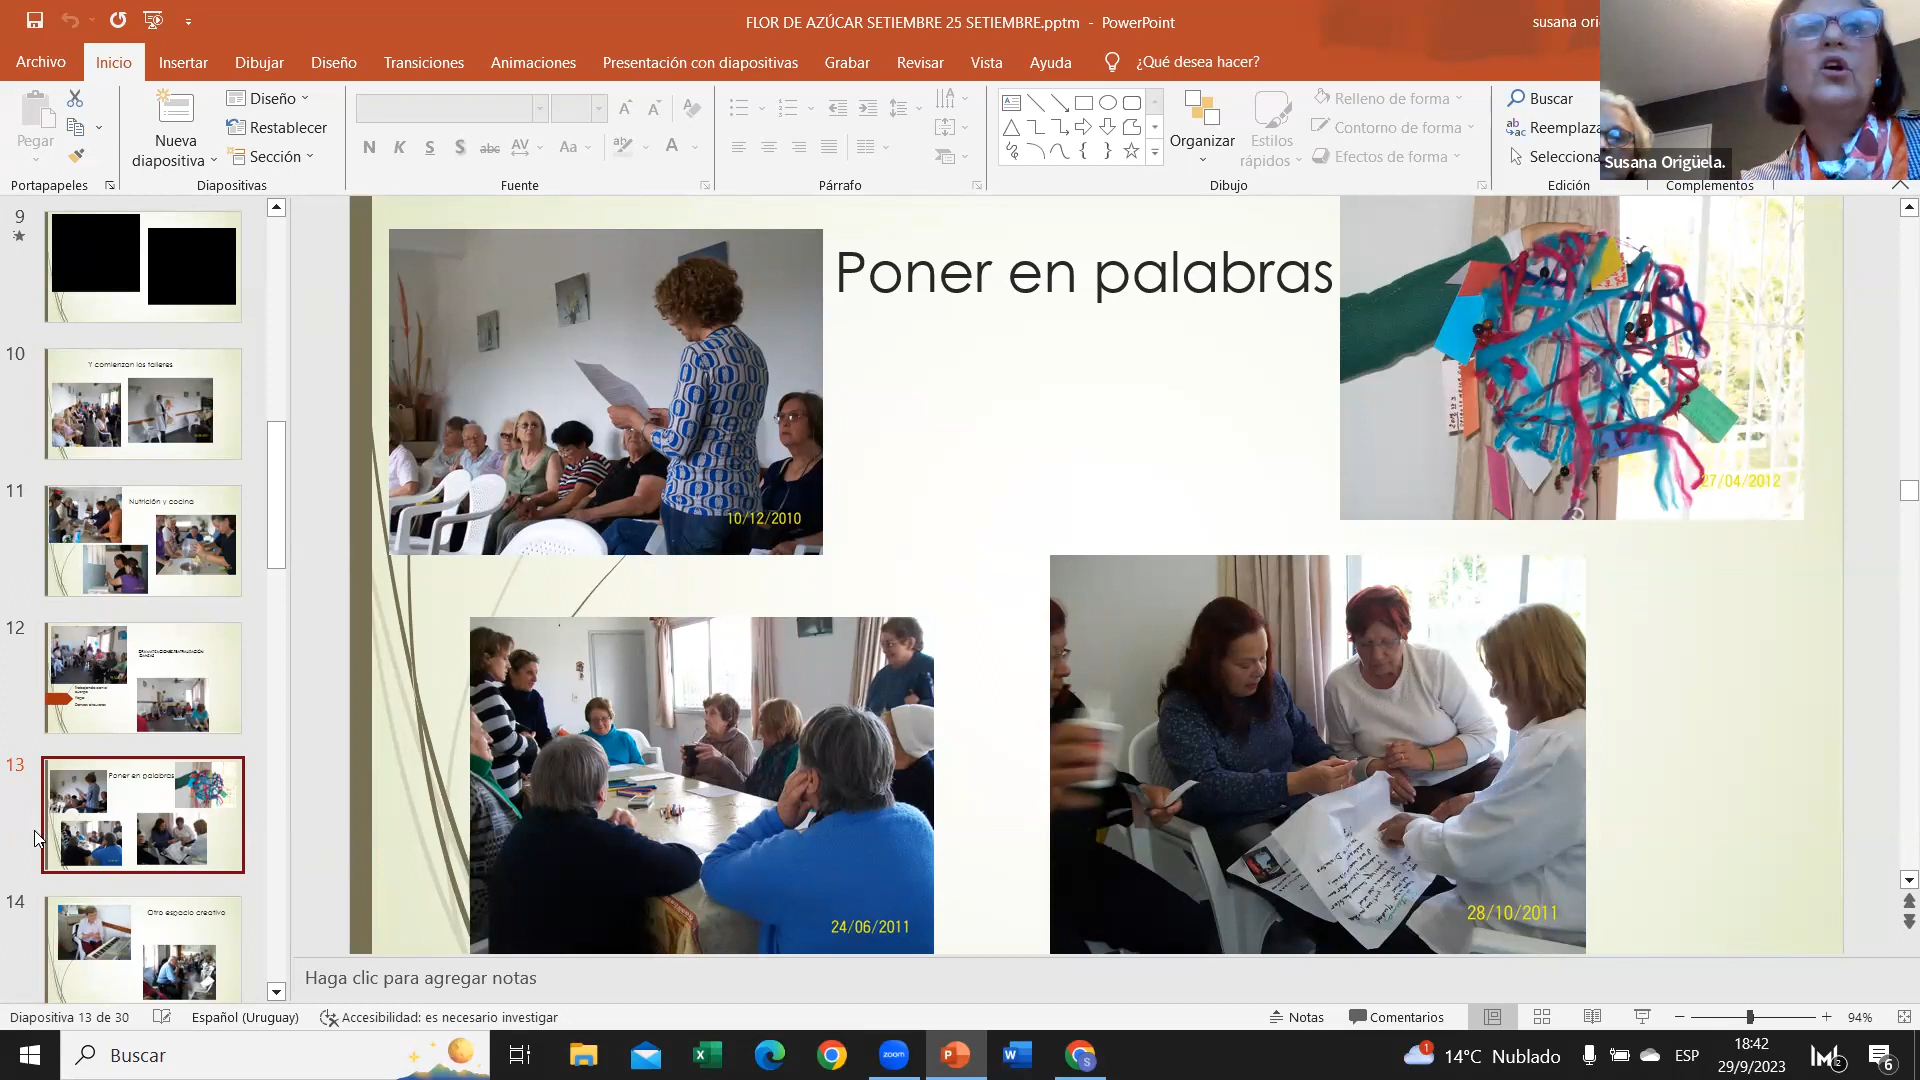 FLOR DE AZÚCAR SETIEMBRE 25 SETIEMBRE.pptm - PowerPoint
susana ori
Archivo Inicio Insertar Dibujar Diseño Transiciones Animaciones Presentación con diapositivas Grabar Revisar Vista Ayuda ¿Qué desea hacer?
Pegar
Nueva diapositiva
Diseño
Restablecer
Sección
N K S S abc AV Aa A
Organizar
Estilos rápidos
Relleno de forma
Contorno de forma
Efectos de forma
Buscar
Reemplaza
Selecciona
Susana Origüela.
Portapapeles Diapositivas Fuente Párrafo Dibujo Edición Complementos
9
10
Y comienzan los talleres
11
Nutrición y cocina
12
13
Poner en palabras
14
Otro espacio creativo
Poner en palabras
10/12/2010
27/04/2012
24/06/2011
28/10/2011
Haga clic para agregar notas
Diapositiva 13 de 30 Español (Uruguay) Accesibilidad: es necesario investigar Notas Comentarios 94%
Buscar
zoom
14°C Nublado
ESP
18:42
29/9/2023
2
6